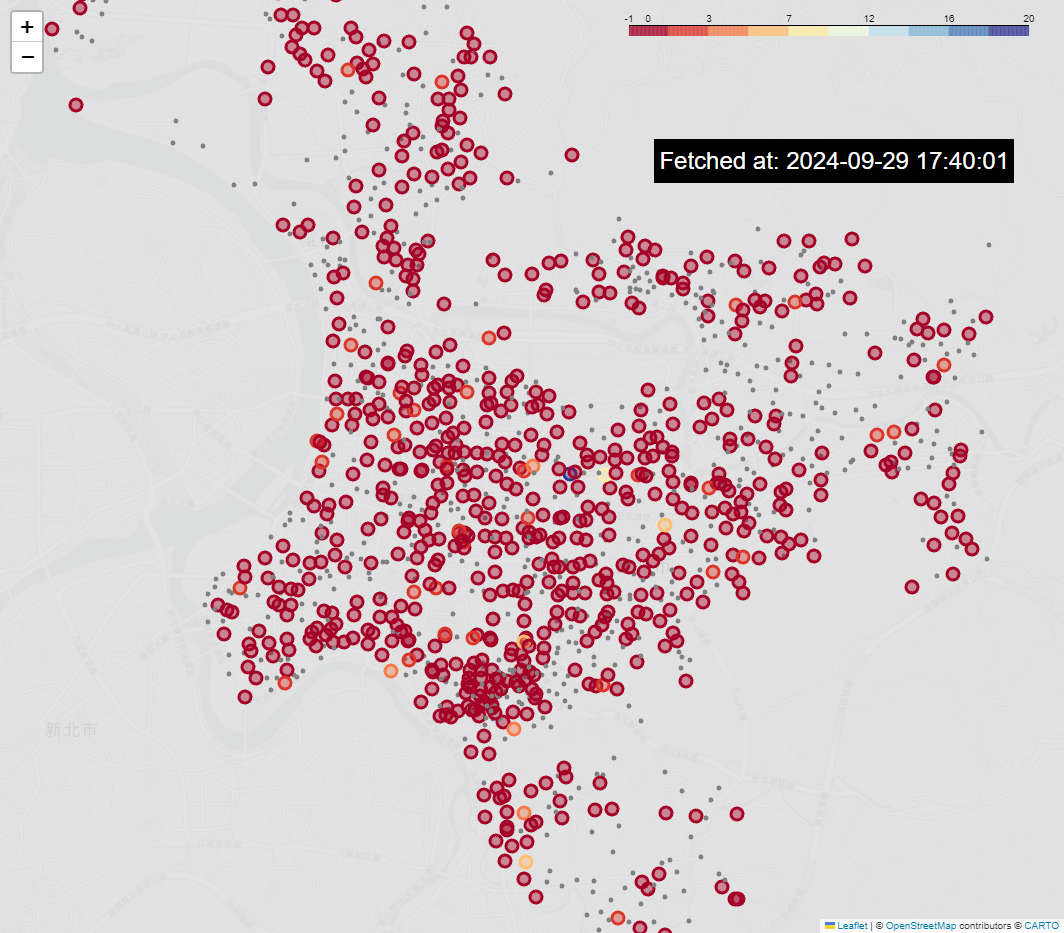 +
−
-1 0 3 7 12 16 20
Fetched at: 2024-09-29 17:40:01
新北市
Leaflet | © OpenStreetMap contributors © CARTO